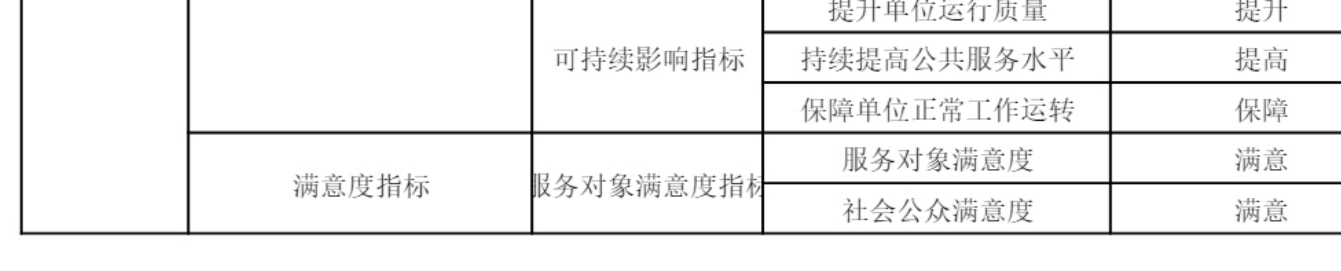 提升单位运行质量 提升
可持续影响指标 持续提高公共服务水平 提高
保障单位正常工作运转 保障
服务对象满意度 满意
满意度指标 服务对象满意度指标
社会公众满意度 满意